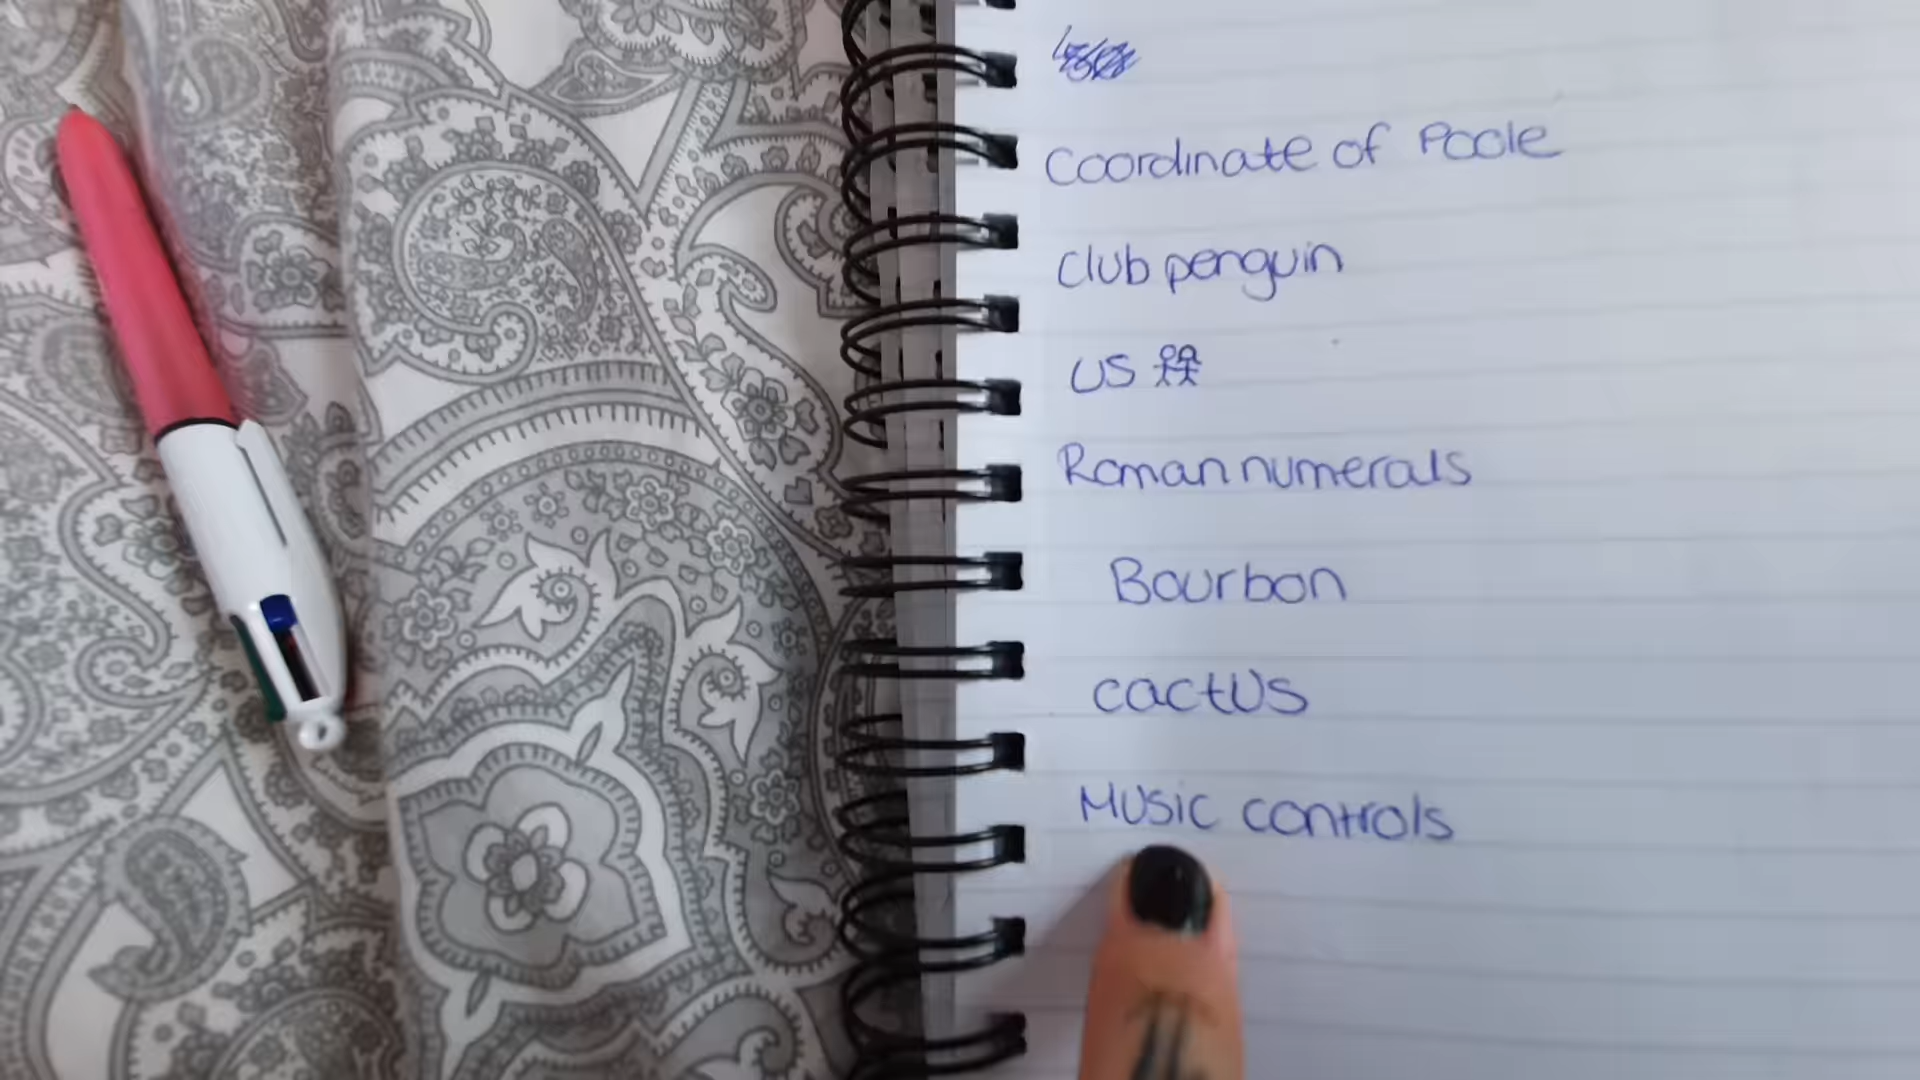 Coordinate of Poole
Club penguin
US
Roman numerals
Bourbon
cactus
Music controls